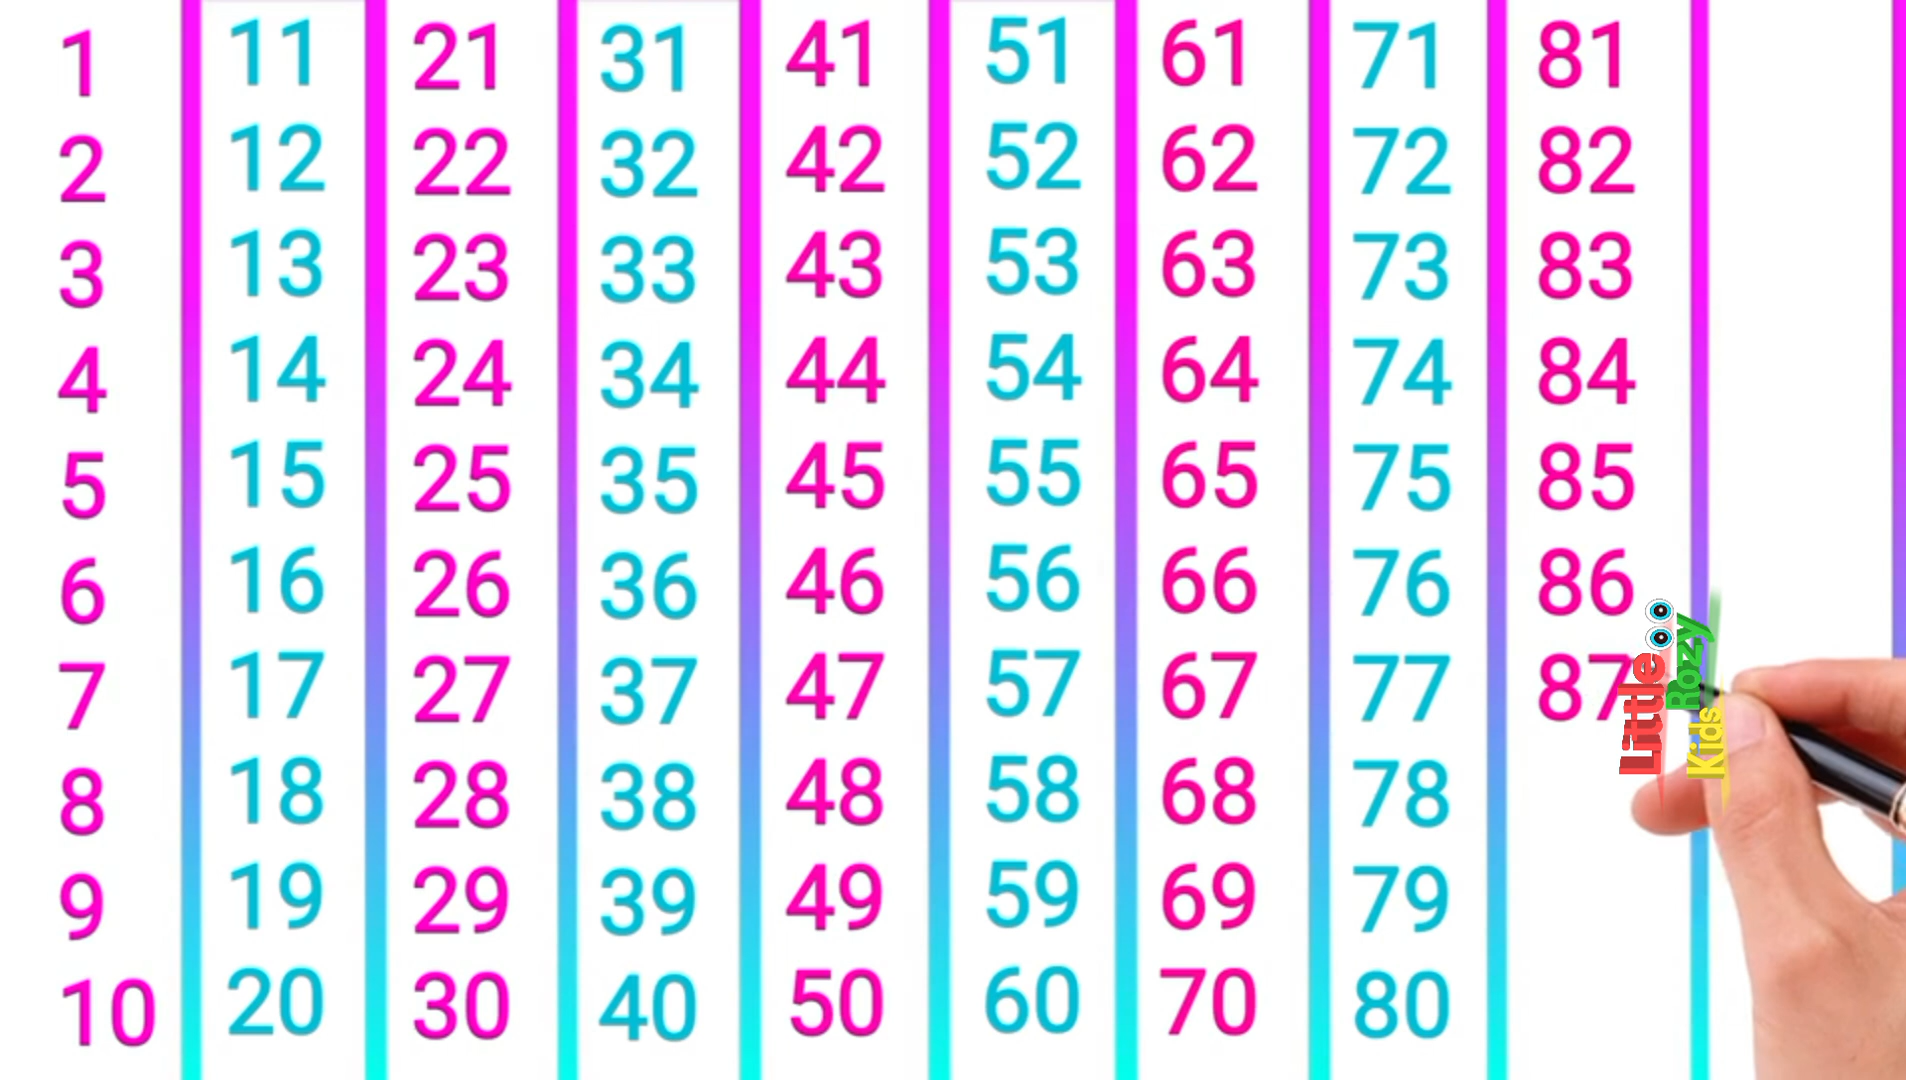 1 11 21 31 41 51 61 71 81
2 12 22 32 42 52 62 72 82
3 13 23 33 43 53 63 73 83
4 14 24 34 44 54 64 74 84
5 15 25 35 45 55 65 75 85
6 16 26 36 46 56 66 76 86
7 17 27 37 47 57 67 77 87
8 18 28 38 48 58 68 78
9 19 29 39 49 59 69 79
10 20 30 40 50 60 70 80
Little
Rozy
Kids